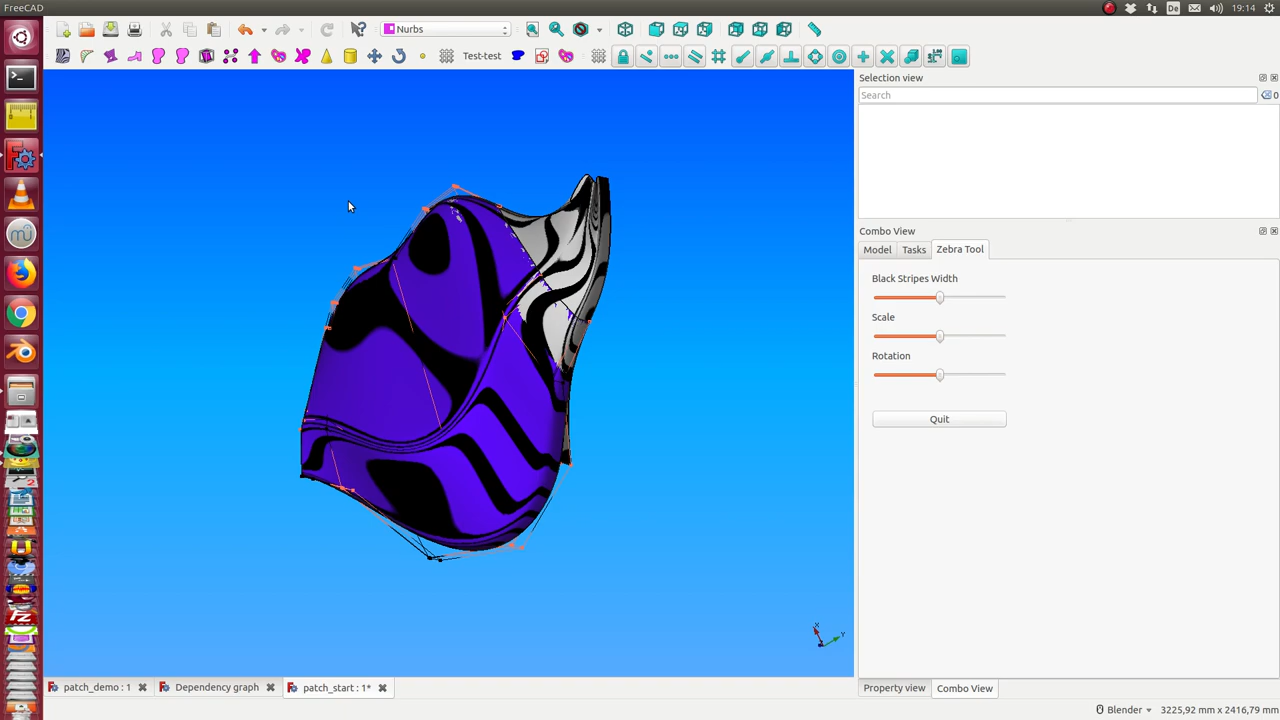 FreeCAD
De
19:14
Nurbs
Test-test
Selection view
Search
0
Combo View
Model
Tasks
Zebra Tool
Black Stripes Width
Scale
Rotation
Quit
X
Y
patch_demo : 1
Dependency graph
patch_start : 1*
Property view
Combo View
Blender
3225,92 mm x 2416,79 mm